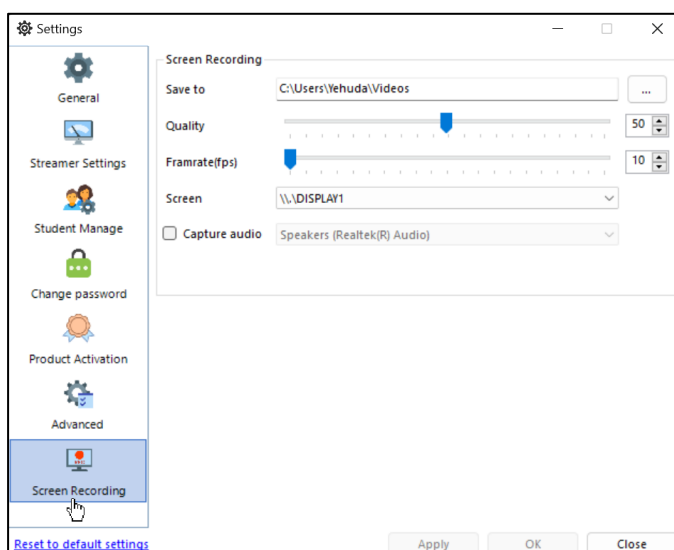 Settings
General
Streamer Settings
Student Manage
Change password
Product Activation
Advanced
Screen Recording
Reset to default settings
Screen Recording
Save to C:\Users\Yehuda\Videos ...
Quality 50
Framrate(fps) 10
Screen \\.\DISPLAY1
Capture audio Speakers (Realtek(R) Audio)
Apply OK Close